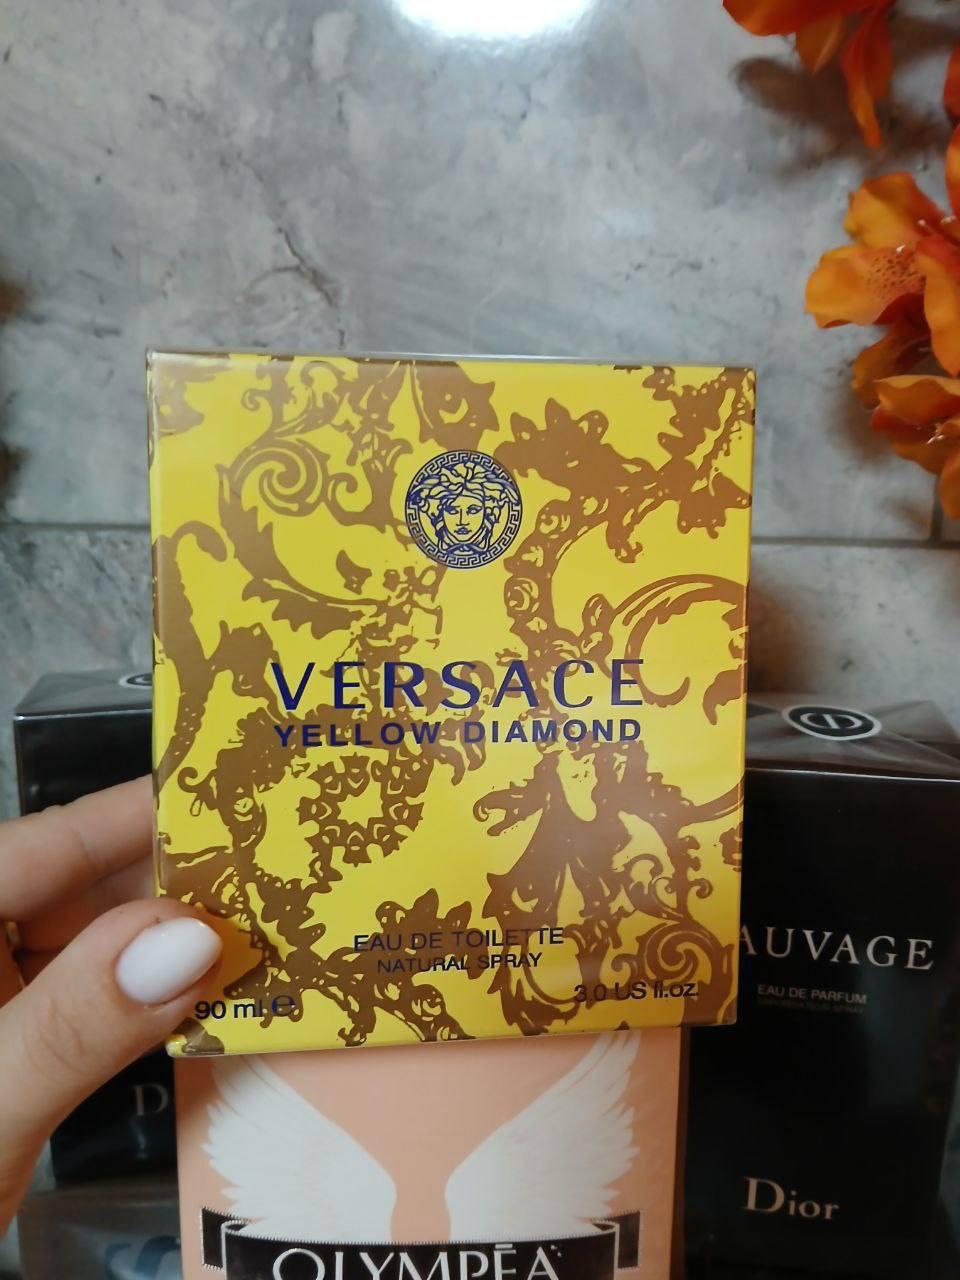 VERSACE
YELLOW DIAMOND
EAU DE TOILETTE
NATURAL SPRAY
90 ml e
3,0 US fl.oz.
AUVAGE
EAU DE PARFUM
Dior
D
OLYMPĒA